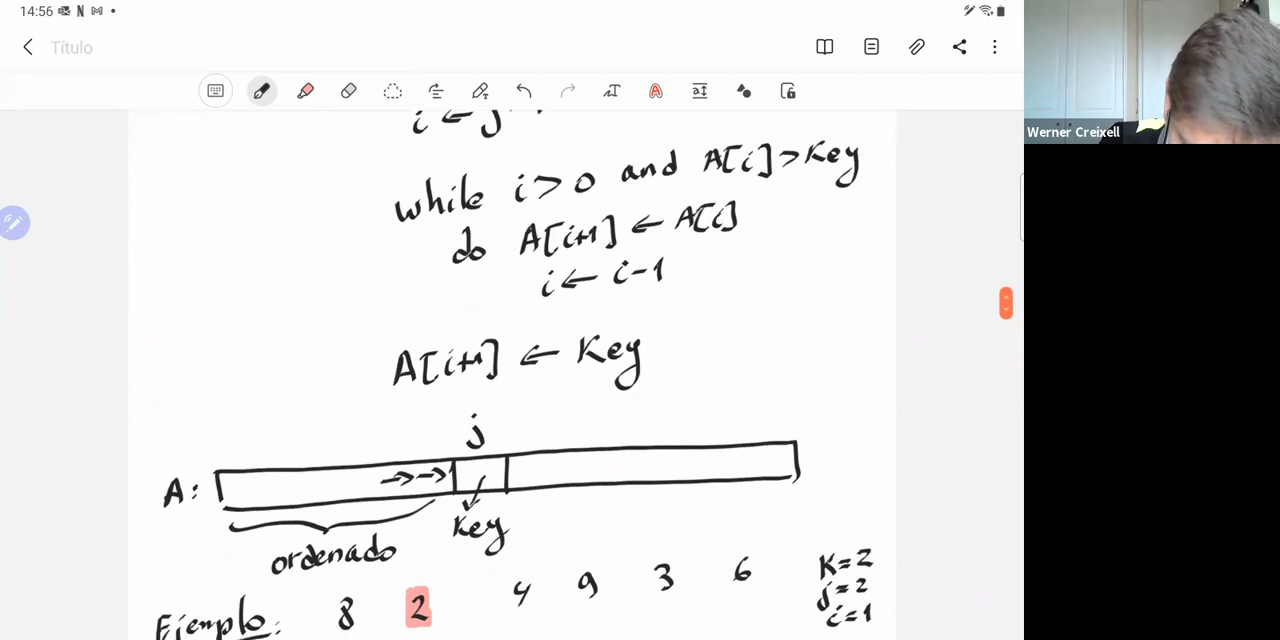 14:56
Título
i ← j
while i > 0 and A[i] > Key
do A[i+1] ← A[i]
i ← i-1
A[i+1] ← Key
j
A:
Key
ordenado
Ejemplo: 8 2 4 9 3 6
K=2
j=2
i=1
Werner Creixell